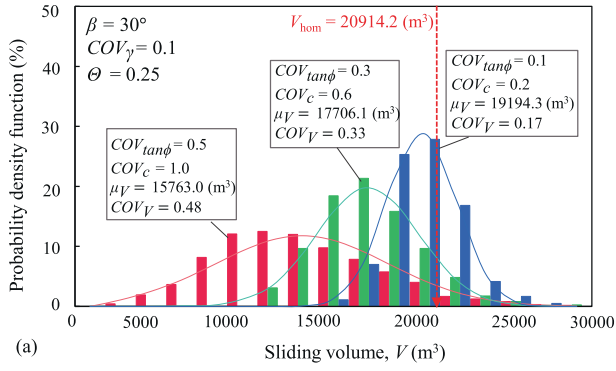 Probability density function (%)
50
40
30
20
10
0
β = 30°
COVγ = 0.1
Θ = 0.25
Vhom = 20914.2 (m³)
COVtanϕ = 0.1
COVc = 0.2
μV = 19194.3 (m³)
COVV = 0.17
COVtanϕ = 0.3
COVc = 0.6
μV = 17706.1 (m³)
COVV = 0.33
COVtanϕ = 0.5
COVc = 1.0
μV = 15763.0 (m³)
COVV = 0.48
0 5000 10000 15000 20000 25000 30000
(a)
Sliding volume, V (m³)